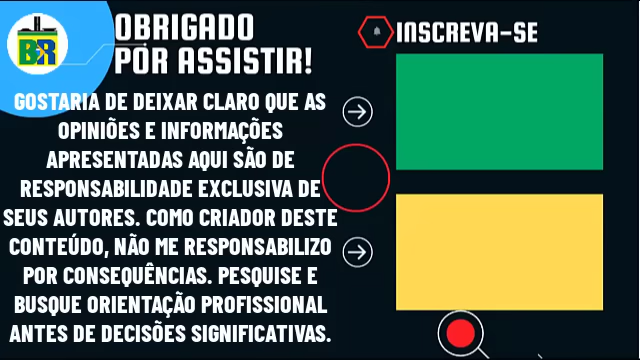 OBRIGADO
POR ASSISTIR!
INSCREVA-SE
BR
GOSTARIA DE DEIXAR CLARO QUE AS
OPINIÕES E INFORMAÇÕES
APRESENTADAS AQUI SÃO DE
RESPONSABILIDADE EXCLUSIVA DE
SEUS AUTORES. COMO CRIADOR DESTE
CONTEÚDO, NÃO ME RESPONSABILIZO
POR CONSEQUÊNCIAS. PESQUISE E
BUSQUE ORIENTAÇÃO PROFISSIONAL
ANTES DE DECISÕES SIGNIFICATIVAS.